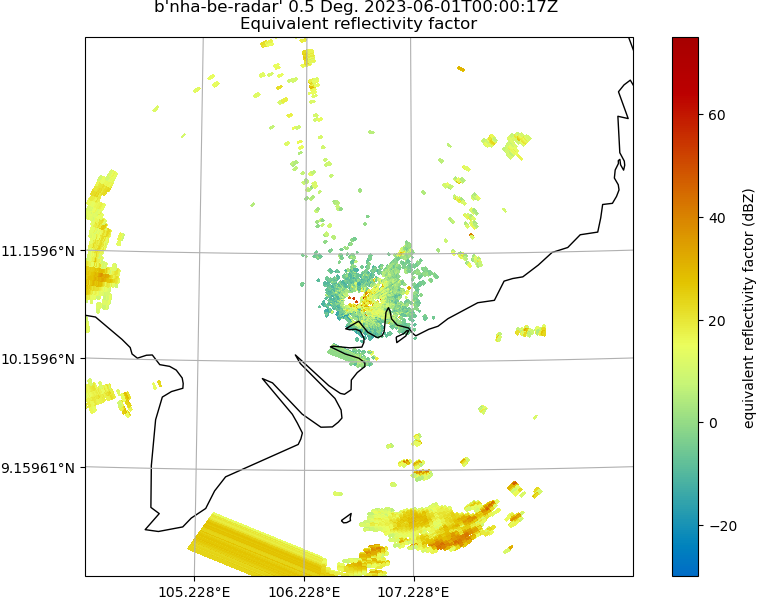 b'nha-be-radar' 0.5 Deg. 2023-06-01T00:00:17Z
Equivalent reflectivity factor
11.1596°N
10.1596°N
9.15961°N
105.228°E
106.228°E
107.228°E
60
40
20
0
−20
equivalent reflectivity factor (dBZ)